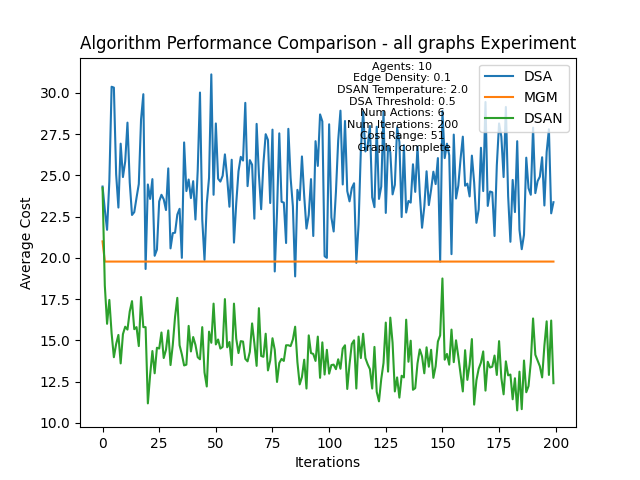 Algorithm Performance Comparison - all graphs Experiment
Agents: 10
Edge Density: 0.1
DSAN Temperature: 2.0
DSA Threshold: 0.5
Num Actions: 6
Num Iterations: 200
Cost Range: 51
Graph: complete
DSA
MGM
DSAN
Average Cost
30.0
27.5
25.0
22.5
20.0
17.5
15.0
12.5
10.0
0
25
50
75
100
125
150
175
200
Iterations